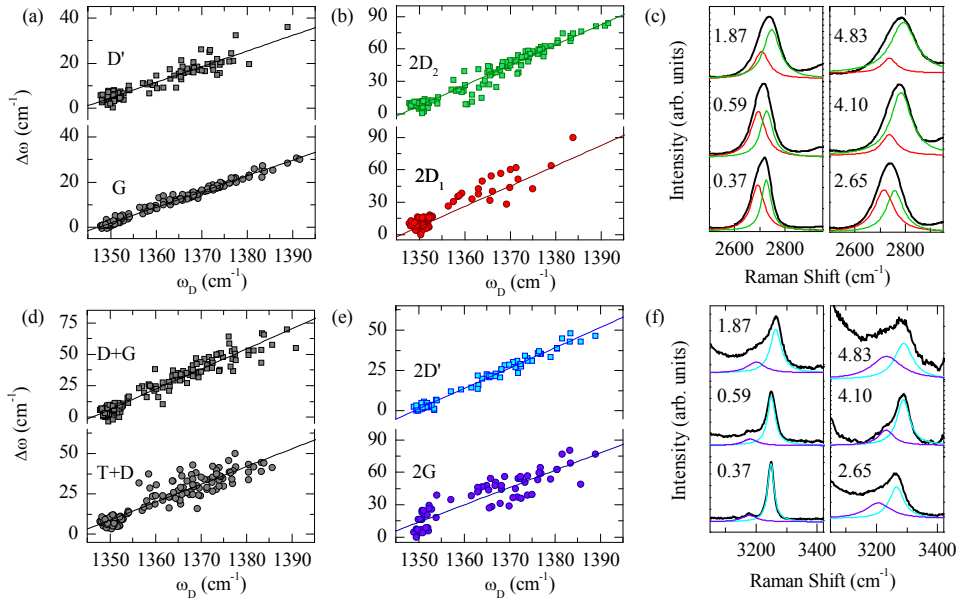 (a)
D'
G
Δω (cm⁻¹)
40
20
0
40
20
0
1350 1360 1370 1380 1390
ω_D (cm⁻¹)
(b)
2D₂
2D₁
90
60
30
0
90
60
30
0
1350 1360 1370 1380 1390
ω_D (cm⁻¹)
(c)
Intensity (arb. units)
1.87
0.59
0.37
4.83
4.10
2.65
2600 2800 2600 2800
Raman Shift (cm⁻¹)
(d)
D+G
T+D
Δω (cm⁻¹)
75
50
25
0
50
25
0
1350 1360 1370 1380 1390
ω_D (cm⁻¹)
(e)
2D'
2G
50
25
0
90
60
30
0
1350 1360 1370 1380 1390
ω_D (cm⁻¹)
(f)
Intensity (arb. units)
1.87
0.59
0.37
4.83
4.10
2.65
3200 3400 3200 3400
Raman Shift (cm⁻¹)